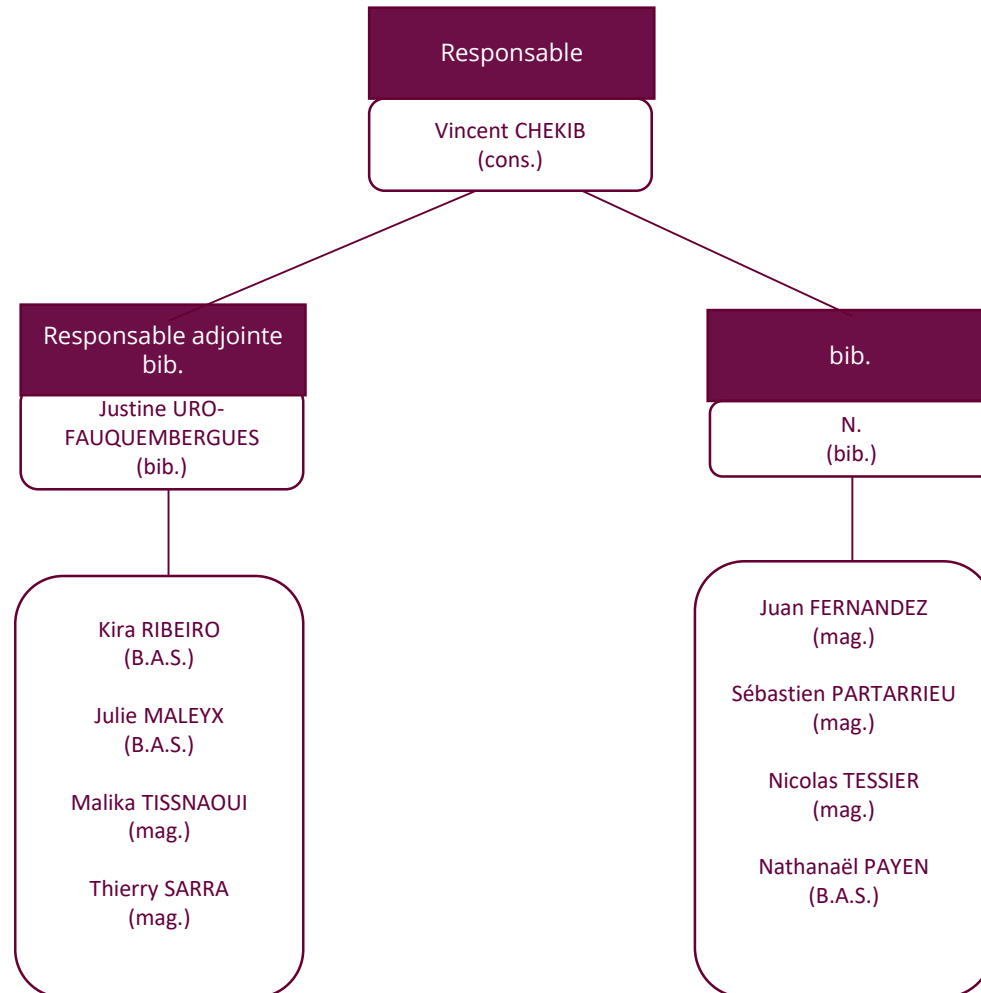 Responsable
Vincent CHEKIB
(cons.)
Responsable adjointe
bib.
Justine URO-
FAUQUEMBERGUES
(bib.)
Kira RIBEIRO
(B.A.S.)
Julie MALEYX
(B.A.S.)
Malika TISSNAOUI
(mag.)
Thierry SARRA
(mag.)
bib.
N.
(bib.)
Juan FERNANDEZ
(mag.)
Sébastien PARTARRIEU
(mag.)
Nicolas TESSIER
(mag.)
Nathanaël PAYEN
(B.A.S.)